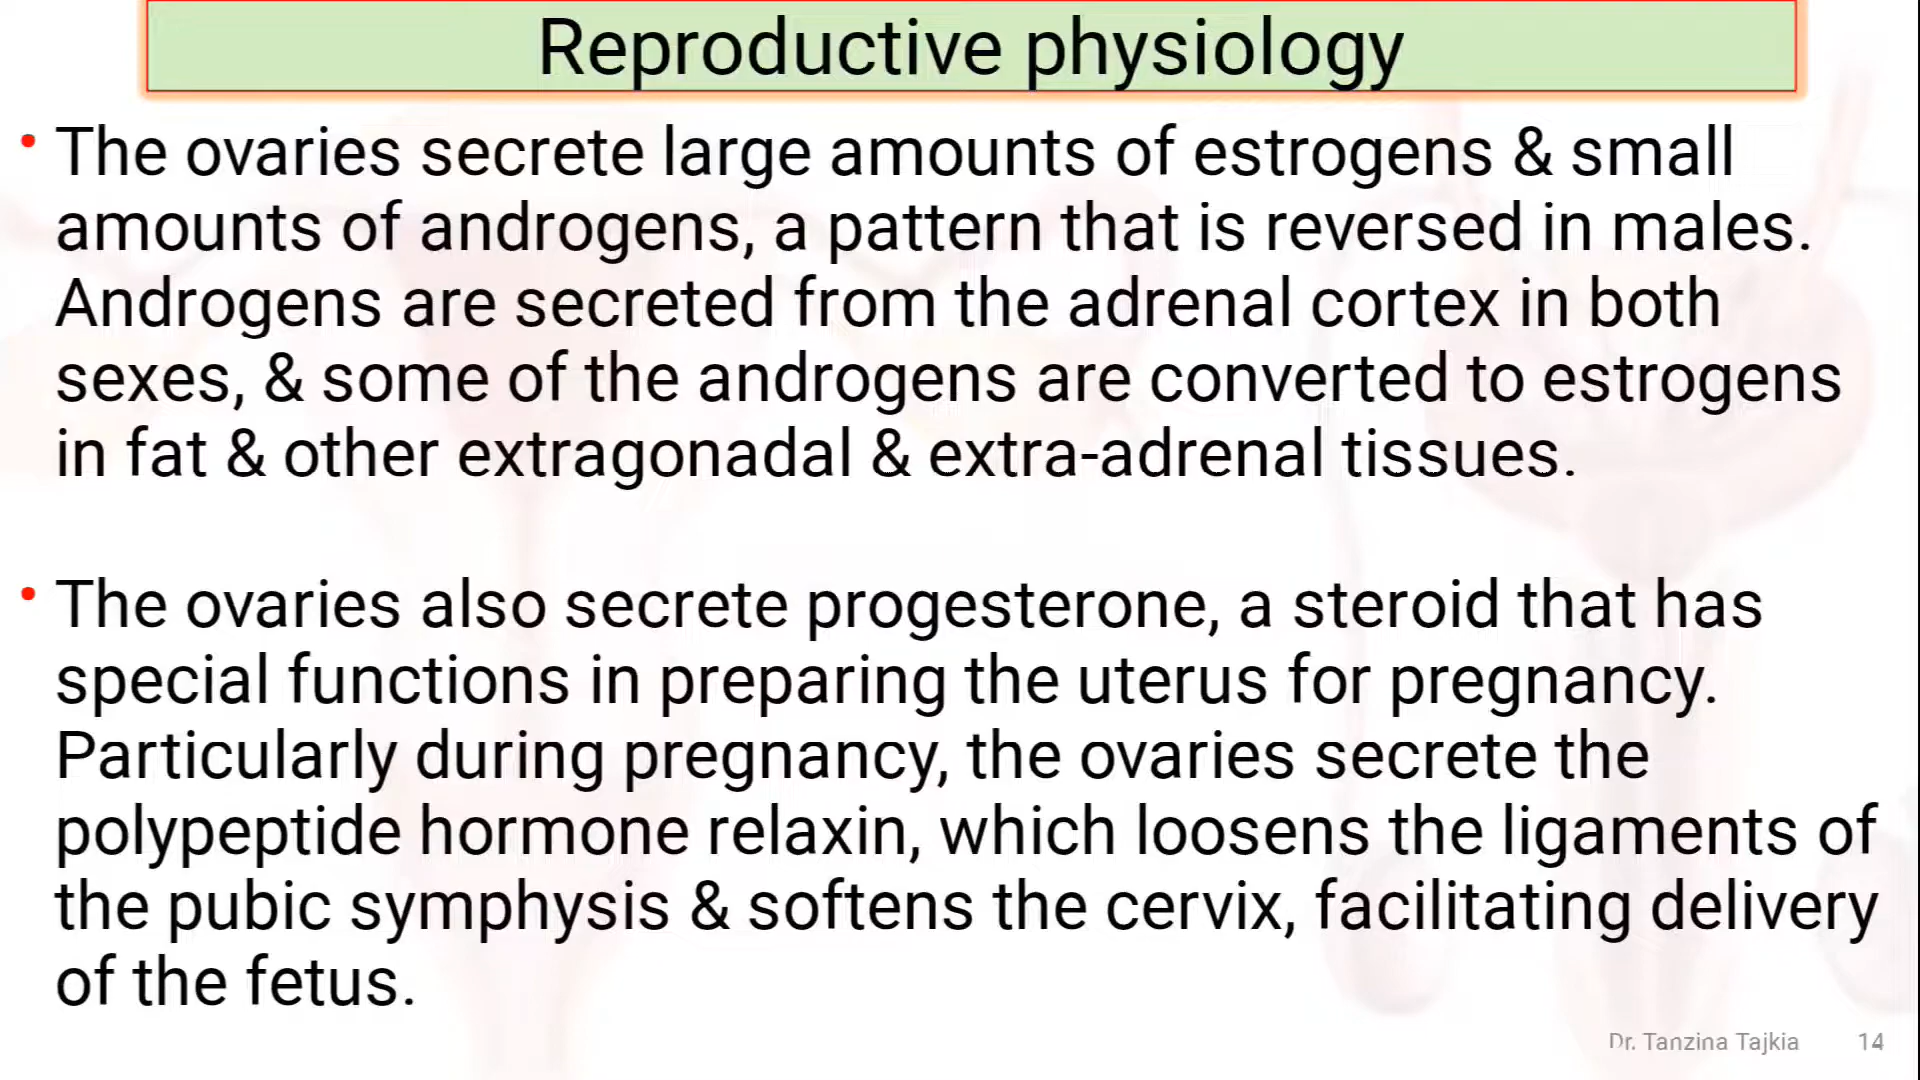 Reproductive physiology
• The ovaries secrete large amounts of estrogens & small
amounts of androgens, a pattern that is reversed in males.
Androgens are secreted from the adrenal cortex in both
sexes, & some of the androgens are converted to estrogens
in fat & other extragonadal & extra-adrenal tissues.
• The ovaries also secrete progesterone, a steroid that has
special functions in preparing the uterus for pregnancy.
Particularly during pregnancy, the ovaries secrete the
polypeptide hormone relaxin, which loosens the ligaments of
the pubic symphysis & softens the cervix, facilitating delivery
of the fetus.
Dr. Tanzina Tajkia 14